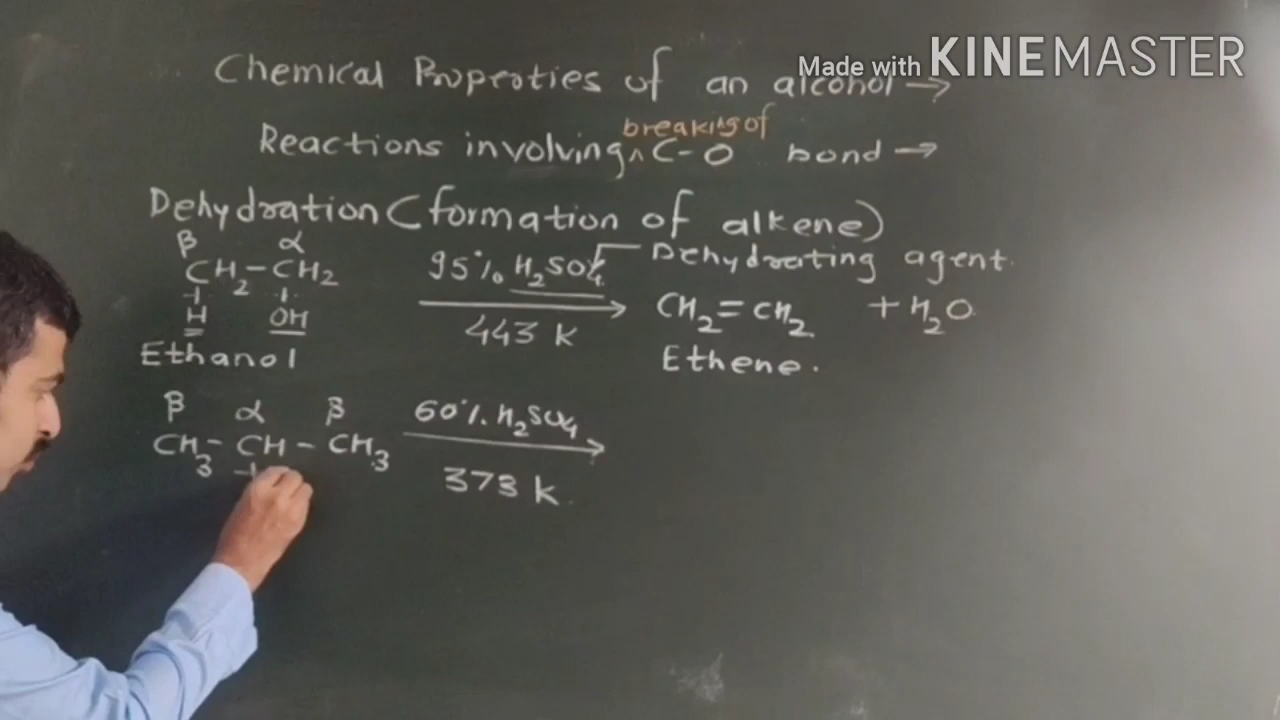 Made with KINEMASTER
Chemical Properties of an alcohol →
breaking of
Reactions involving ^ C-O bond →
Dehydration (formation of alkene)
β α
CH2-CH2 95% H2SO4 Dehydrating agent.
H OH 443 K CH2=CH2 + H2O
Ethanol Ethene.
β α β 60%. H2SO4
CH3-CH-CH3
373 K.